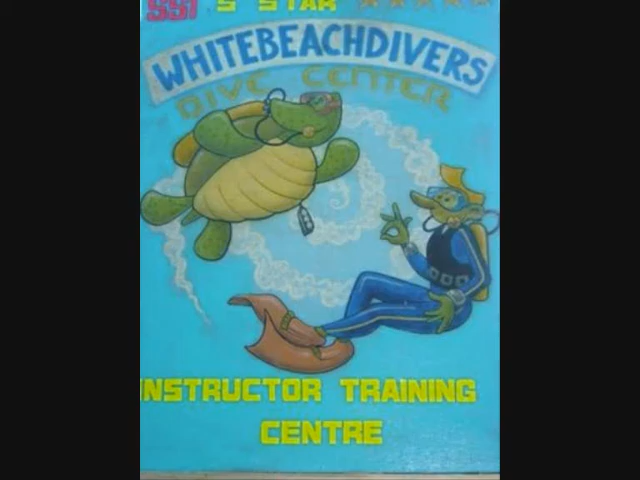 SSI 5 STAR
WHITEBEACHDIVERS
DIVE CENTER
INSTRUCTOR TRAINING
CENTRE